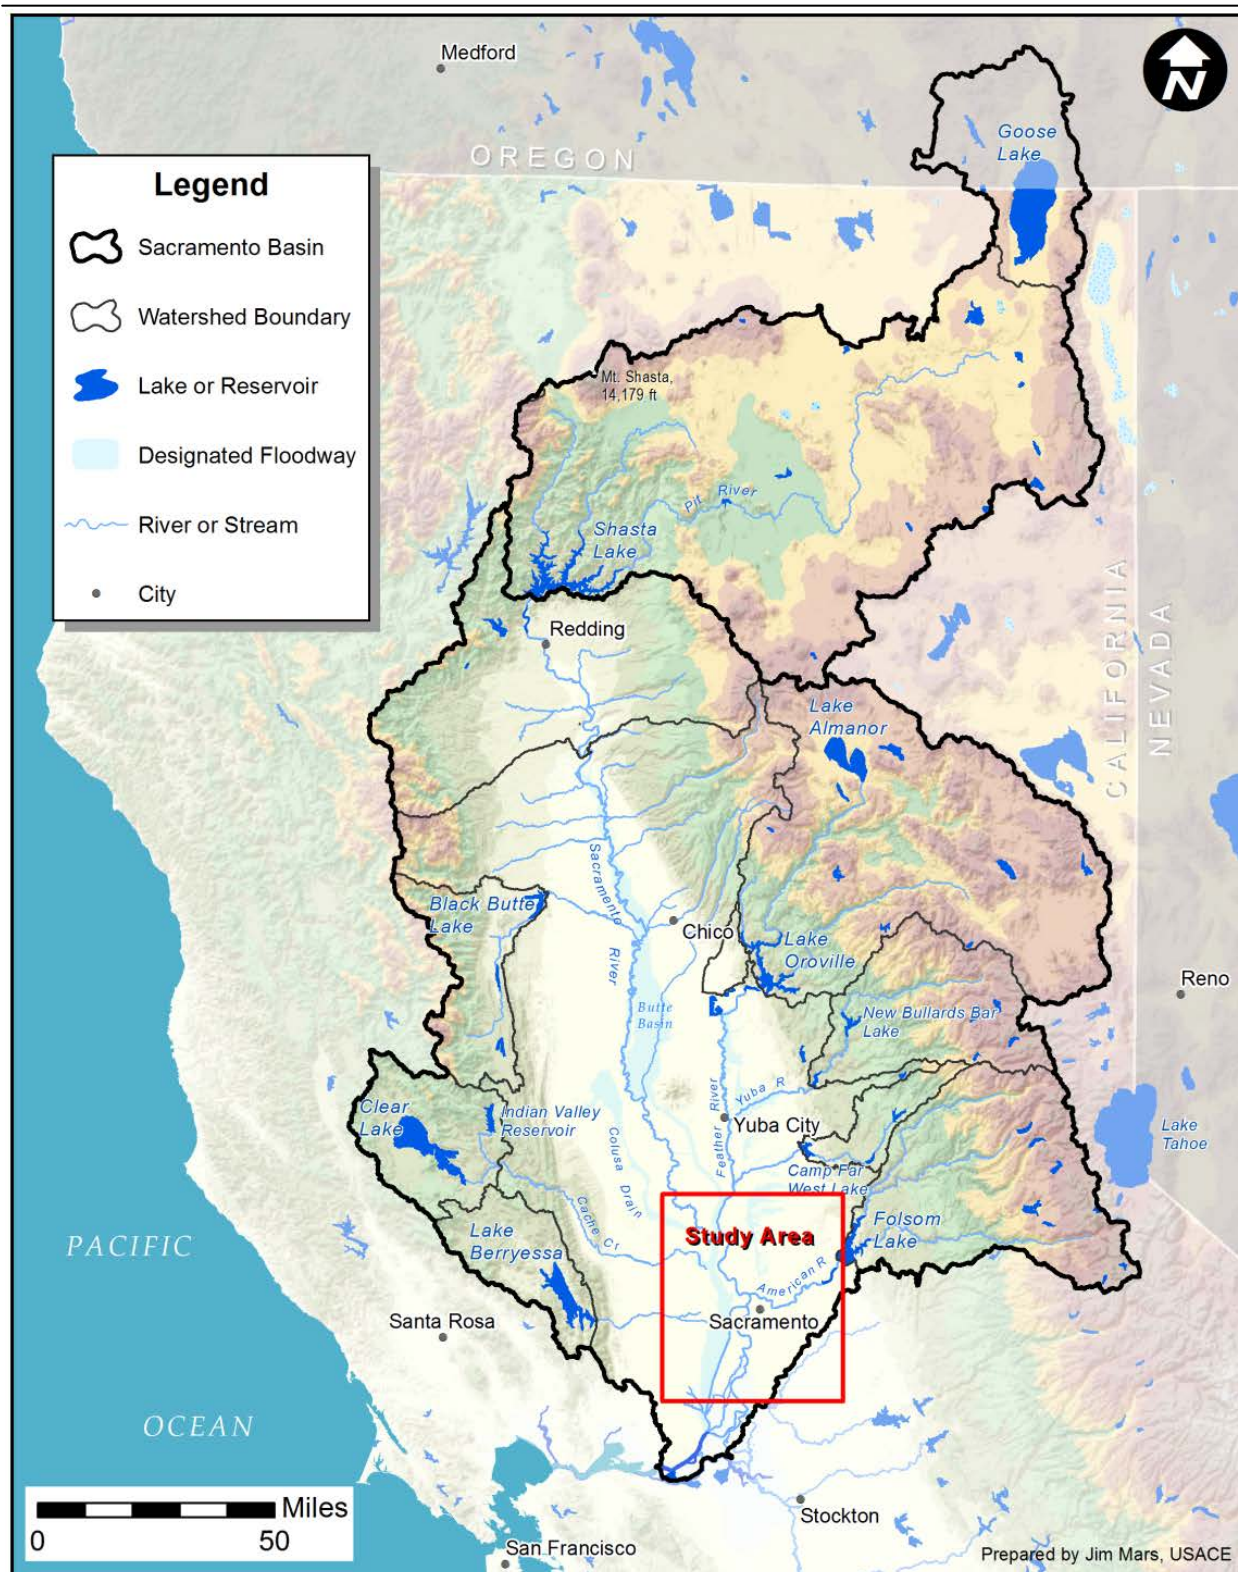 Medford
N
Goose
Lake
OREGON
Legend
Sacramento Basin
Watershed Boundary
Lake or Reservoir
Designated Floodway
River or Stream
City
Mt. Shasta,
14,179 ft
Pit River
Shasta
Lake
Redding
CALIFORNIA
NEVADA
Lake
Almanor
Sacramento
River
Black Butte
Lake
Chico
Lake
Oroville
Reno
Butte
Basin
New Bullards Bar
Lake
Yuba R
Feather River
Yuba City
Clear
Lake
Indian Valley
Reservoir
Colusa Drain
Lake
Tahoe
Camp Far
West Lake
Cache Cr
Study Area
Folsom
Lake
Lake
Berryessa
American R
PACIFIC
Santa Rosa
Sacramento
OCEAN
Miles
0
50
Stockton
San Francisco
Prepared by Jim Mars, USACE